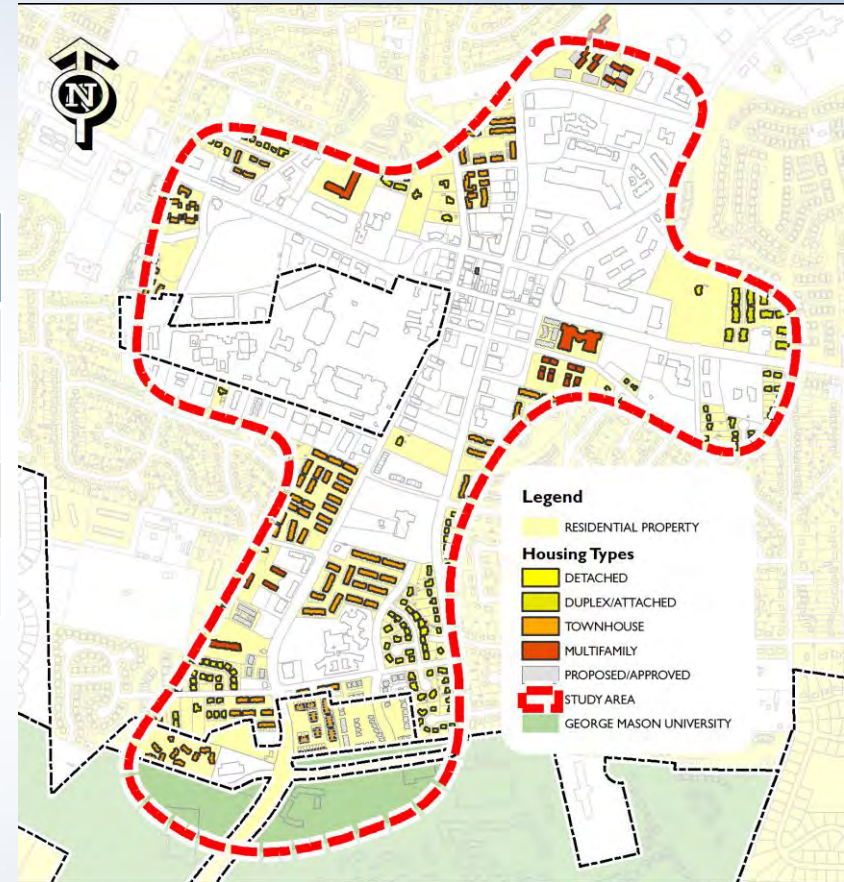 N
Legend
RESIDENTIAL PROPERTY
Housing Types
DETACHED
DUPLEX/ATTACHED
TOWNHOUSE
MULTIFAMILY
PROPOSED/APPROVED
STUDY AREA
GEORGE MASON UNIVERSITY